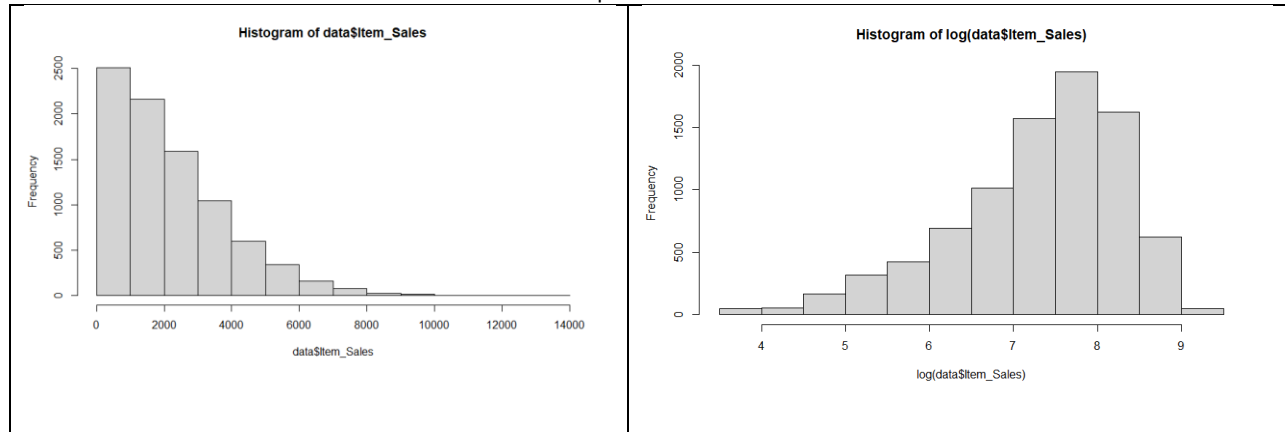 Histogram of data$Item_Sales
Frequency
2500
2000
1500
1000
500
0
0 2000 4000 6000 8000 10000 12000 14000
data$Item_Sales
Histogram of log(data$Item_Sales)
Frequency
2000
1500
1000
500
0
4 5 6 7 8 9
log(data$Item_Sales)